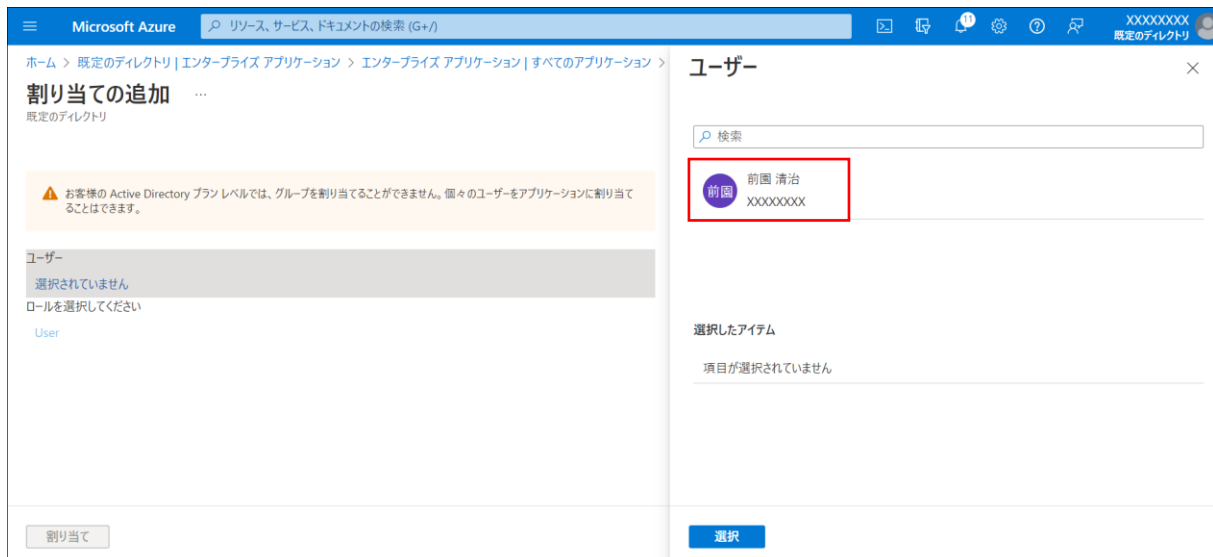 Microsoft Azure
リソース、サービス、ドキュメントの検索 (G+/)
11
XXXXXXXX
既定のディレクトリ
ホーム > 既定のディレクトリ | エンタープライズ アプリケーション > エンタープライズ アプリケーション | すべてのアプリケーション >
割り当ての追加 …
既定のディレクトリ
お客様の Active Directory プラン レベルでは、グループを割り当てることができません。個々のユーザーをアプリケーションに割り当て
ることはできます。
ユーザー
選択されていません
ロールを選択してください
User
割り当て
ユーザー
検索
前園
前園 清治
XXXXXXXX
選択したアイテム
項目が選択されていません
選択